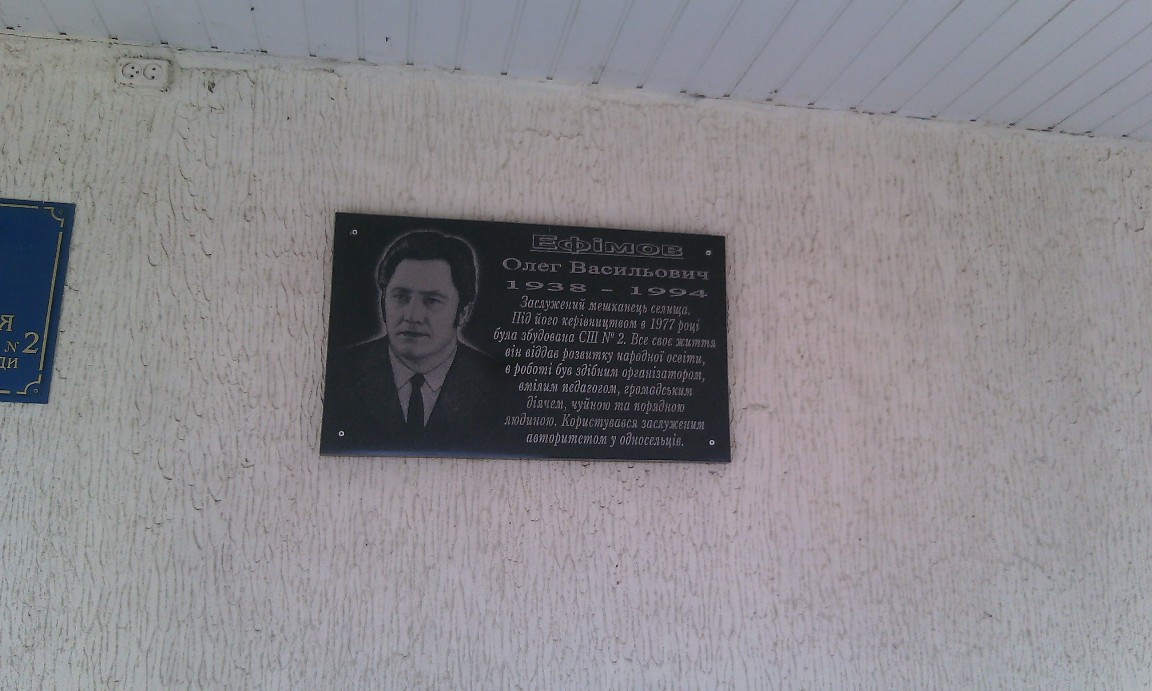 Я
№2
ди
Ефімов
Олег Васильович
1938 - 1994
Заслужений мешканець селища.
Під його керівництвом в 1977 році
була збудована СШ № 2. Все своє життя
він віддав розвитку народної освіти,
в роботі був здібним організатором,
вмілим педагогом, громадським
діячем, чуйною та порядною
людиною. Користувався заслуженим
авторитетом у односельців.